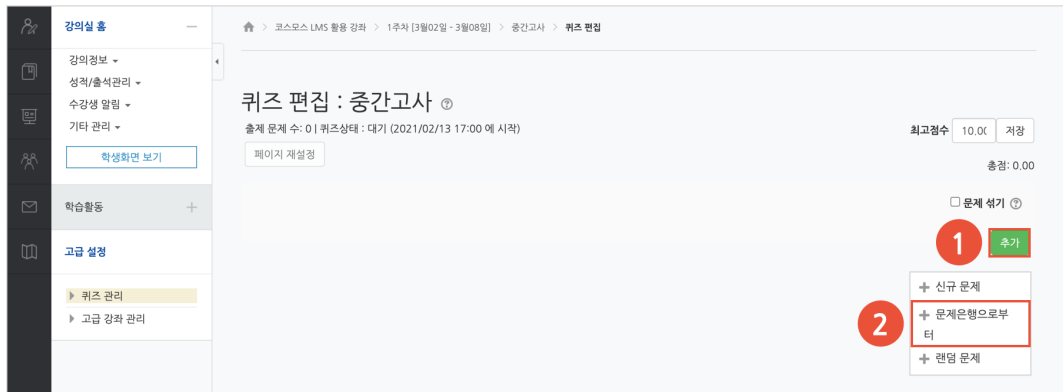 강의실 홈
코스모스 LMS 활용 강좌 > 1주차 [3월02일 - 3월08일] > 중간고사 > 퀴즈 편집
강의정보
성적/출석관리
수강생 알림
기타 관리
학생화면 보기
학습활동
고급 설정
퀴즈 관리
고급 강좌 관리
퀴즈 편집 : 중간고사
출제 문제 수: 0 | 퀴즈상태 : 대기 (2021/02/13 17:00 에 시작)
최고점수 10.00 저장
페이지 재설정
총점: 0.00
문제 섞기
1 추가
신규 문제
2 문제은행으로부
터
랜덤 문제